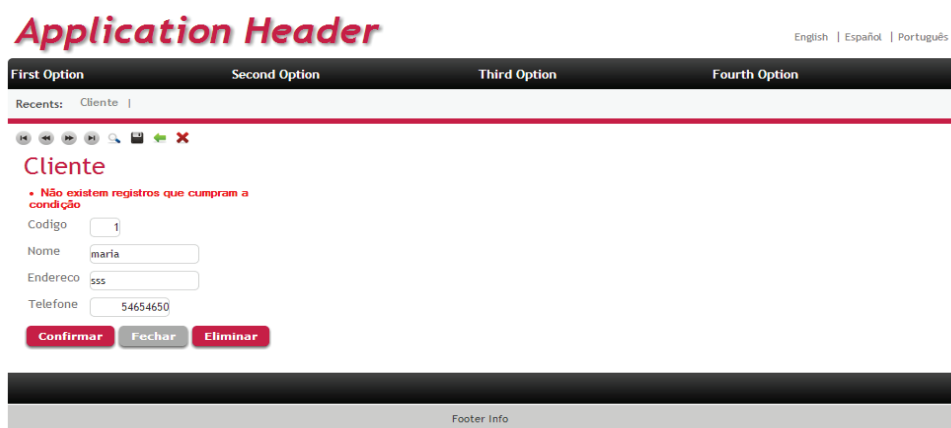 Application Header
English | Español | Português
First Option Second Option Third Option Fourth Option
Recents: Cliente |
Cliente
• Não existem registros que cumpram a
condição
Codigo 1
Nome maria
Endereco sss
Telefone 54654650
Confirmar Fechar Eliminar
Footer Info